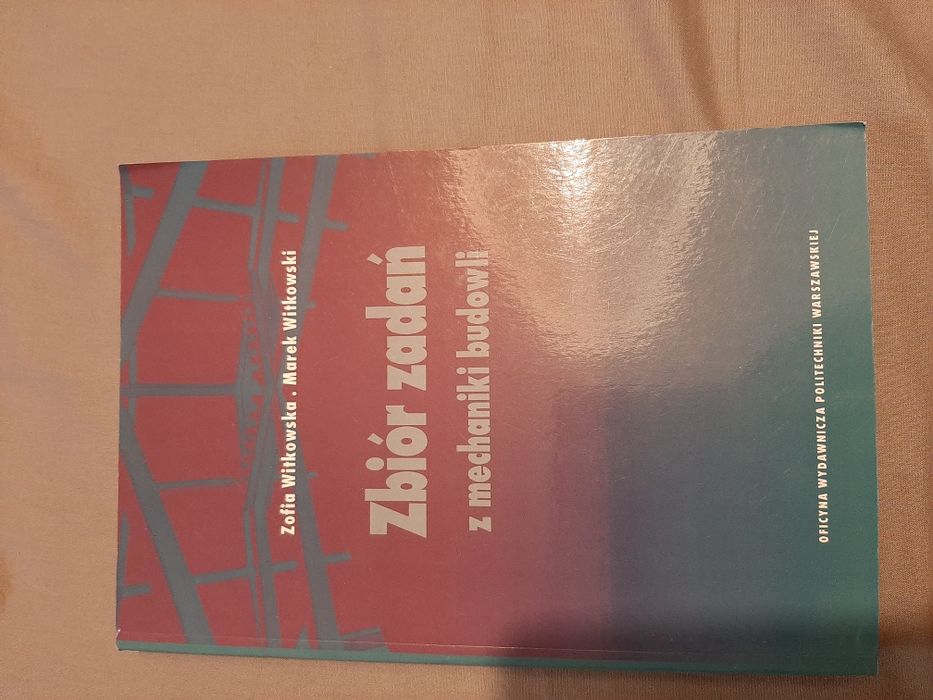 Zofia Witkowska . Marek Witkowski
Zbiór zadań
z mechaniki budowli
OFICYNA WYDAWNICZA POLITECHNIKI WARSZAWSKIEJ